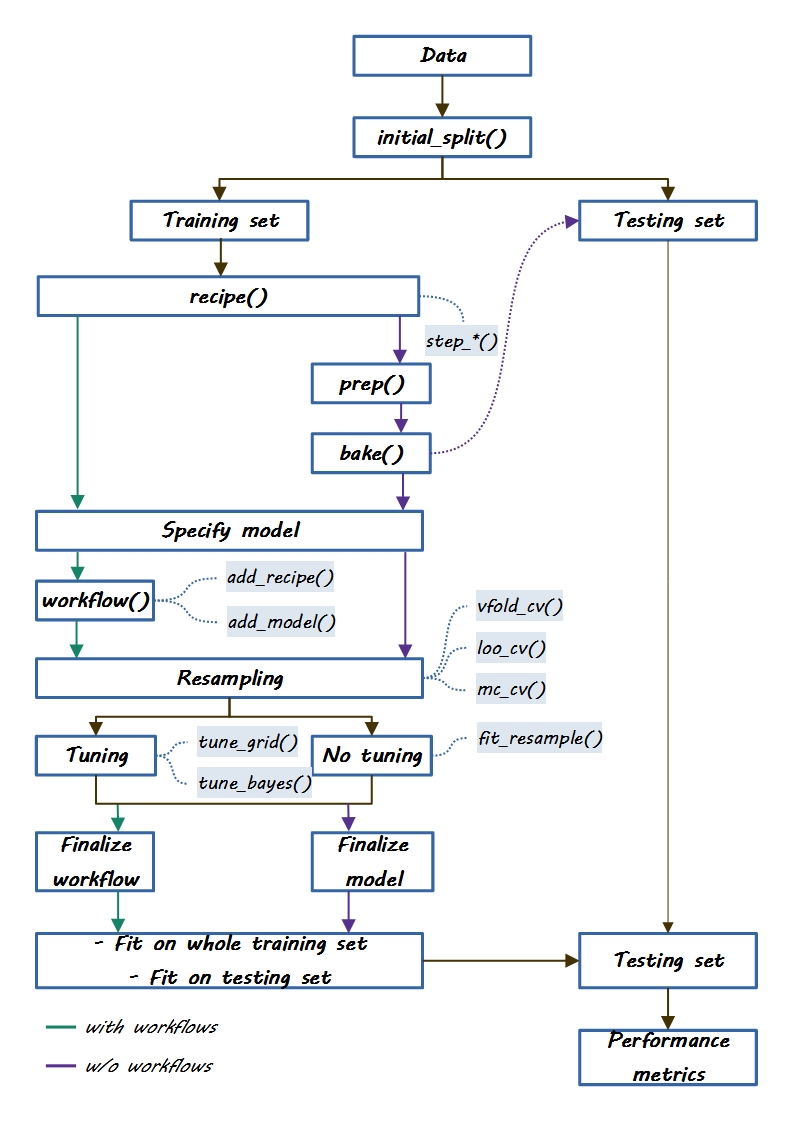 Data
initial_split()
Training set
Testing set
recipe()
step_*()
prep()
bake()
Specify model
workflow()
add_recipe()
add_model()
vfold_cv()
loo_cv()
mc_cv()
Resampling
Tuning
tune_grid()
tune_bayes()
No tuning
fit_resample()
Finalize
workflow
Finalize
model
- Fit on whole training set
- Fit on testing set
Testing set
with workflows
w/o workflows
Performance
metrics